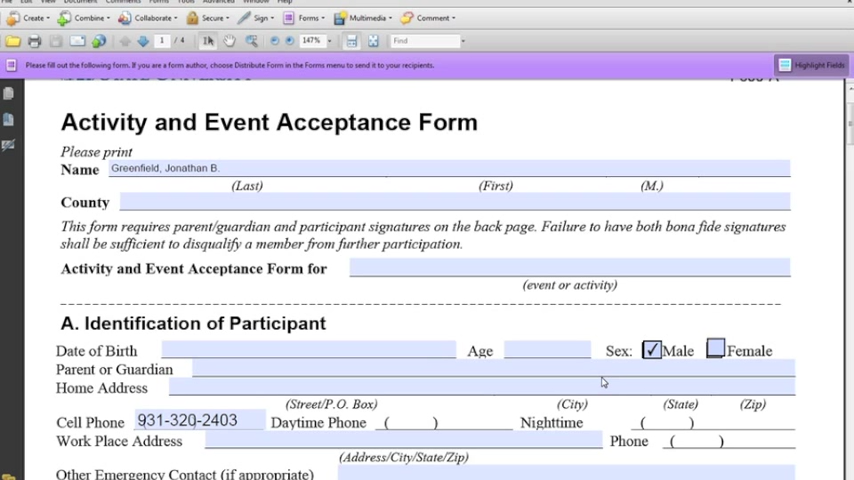 Create Combine Collaborate Secure Sign Forms Multimedia Comment
1 / 4 147% Find
Please fill out the following form. If you are a form author, choose Distribute Form in the Forms menu to send it to your recipients. Highlight Fields
Activity and Event Acceptance Form
Please print
Name Greenfield, Jonathan B.
(Last) (First) (M.)
County
This form requires parent/guardian and participant signatures on the back page. Failure to have both bona fide signatures
shall be sufficient to disqualify a member from further participation.
Activity and Event Acceptance Form for
(event or activity)
A. Identification of Participant
Date of Birth Age Sex: Male Female
Parent or Guardian
Home Address
(Street/P.O. Box) (City) (State) (Zip)
Cell Phone 931-320-2403 Daytime Phone ( ) Nighttime ( )
Work Place Address Phone ( )
(Address/City/State/Zip)
Other Emergency Contact (if appropriate)